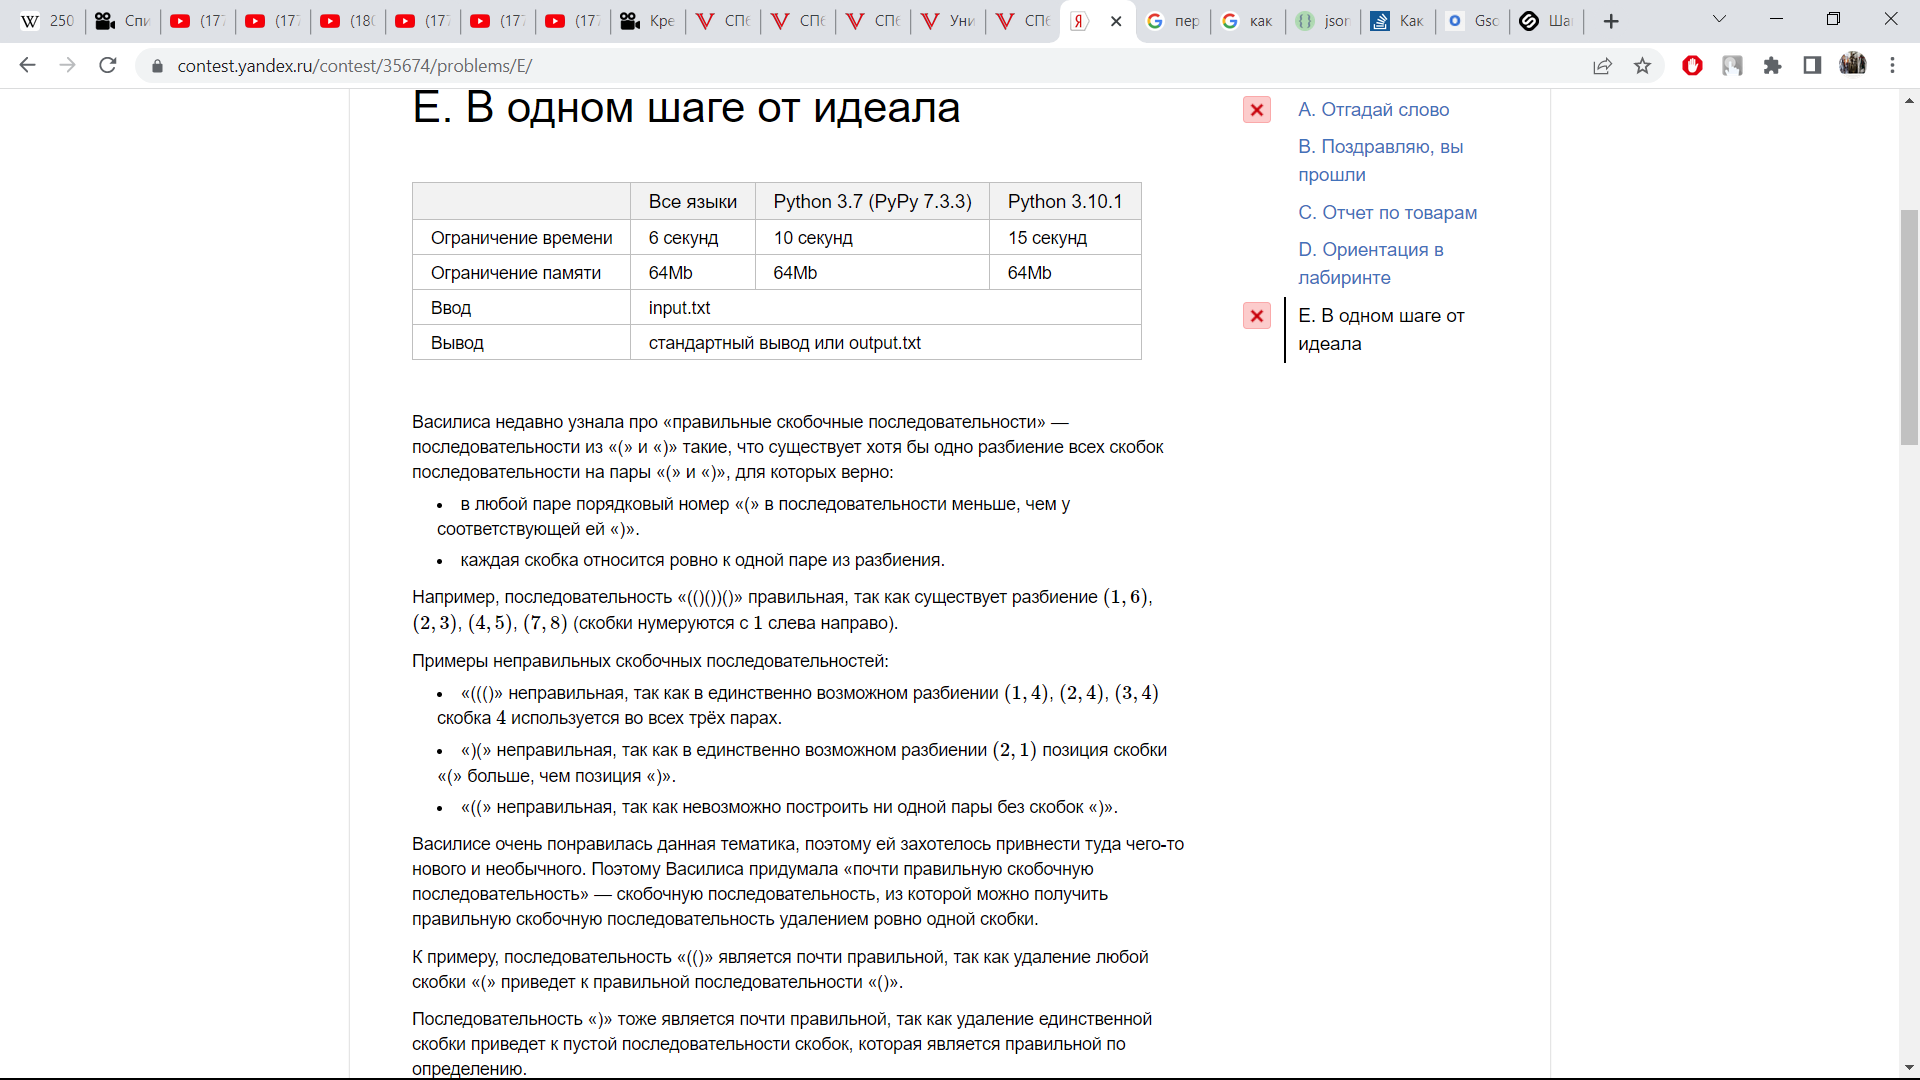 250
Спи
(177
(177
(180
(177
(177
(177
Кре
СПб
СПб
СПб
Уни
СПб
Я
пер
как
json
Как
Gso
Ша
contest.yandex.ru/contest/35674/problems/E/
E. В одном шаге от идеала
Все языки Python 3.7 (PyPy 7.3.3) Python 3.10.1
Ограничение времени 6 секунд 10 секунд 15 секунд
Ограничение памяти 64Mb 64Mb 64Mb
Ввод input.txt
Вывод стандартный вывод или output.txt
Василиса недавно узнала про «правильные скобочные последовательности» —
последовательности из «(» и «)» такие, что существует хотя бы одно разбиение всех скобок
последовательности на пары «(» и «)», для которых верно:
• в любой паре порядковый номер «(» в последовательности меньше, чем у
соответствующей ей «)».
• каждая скобка относится ровно к одной паре из разбиения.
Например, последовательность «(()())()» правильная, так как существует разбиение (1, 6),
(2, 3), (4, 5), (7, 8) (скобки нумеруются с 1 слева направо).
Примеры неправильных скобочных последовательностей:
• «((()» неправильная, так как в единственно возможном разбиении (1, 4), (2, 4), (3, 4)
скобка 4 используется во всех трёх парах.
• «)(» неправильная, так как в единственно возможном разбиении (2, 1) позиция скобки
«(» больше, чем позиция «)».
• «((» неправильная, так как невозможно построить ни одной пары без скобок «)».
Василисе очень понравилась данная тематика, поэтому ей захотелось привнести туда чего-то
нового и необычного. Поэтому Василиса придумала «почти правильную скобочную
последовательность» — скобочную последовательность, из которой можно получить
правильную скобочную последовательность удалением ровно одной скобки.
К примеру, последовательность «(()» является почти правильной, так как удаление любой
скобки «(» приведет к правильной последовательности «()».
Последовательность «)» тоже является почти правильной, так как удаление единственной
скобки приведет к пустой последовательности скобок, которая является правильной по
определению.
A. Отгадай слово
B. Поздравляю, вы
прошли
C. Отчет по товарам
D. Ориентация в
лабиринте
E. В одном шаге от
идеала